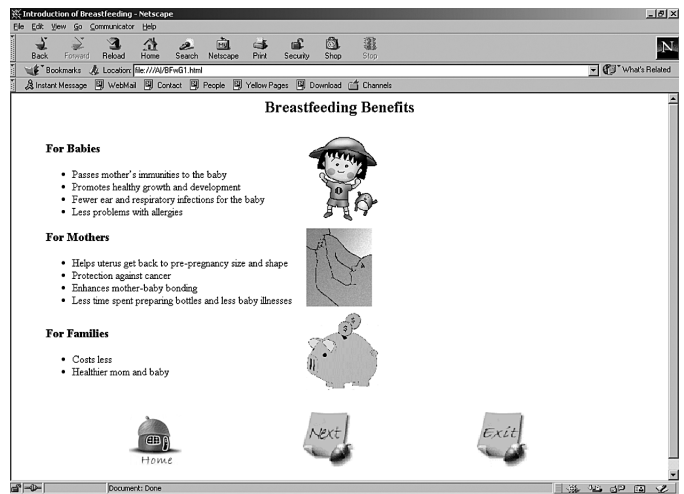 Introduction of Breastfeeding - Netscape
File Edit View Go Communicator Help
Back Forward Reload Home Search Netscape Print Security Shop Stop
N
Bookmarks Location: file:///A|/BFwG1.html What's Related
Instant Message WebMail Contact People Yellow Pages Download Channels
Breastfeeding Benefits
For Babies
• Passes mother's immunities to the baby
• Promotes healthy growth and development
• Fewer ear and respiratory infections for the baby
• Less problems with allergies
For Mothers
• Helps uterus get back to pre-pregnancy size and shape
• Protection against cancer
• Enhances mother-baby bonding
• Less time spent preparing bottles and less baby illnesses
For Families
• Costs less
• Healthier mom and baby
Next Exit
Home
Document: Done